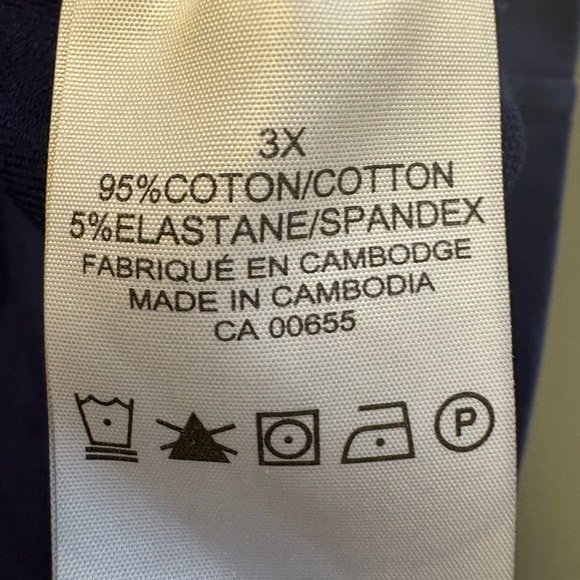 3X
95%COTON/COTTON
5%ELASTANE/SPANDEX
FABRIQUÉ EN CAMBODGE
MADE IN CAMBODIA
CA 00655
P